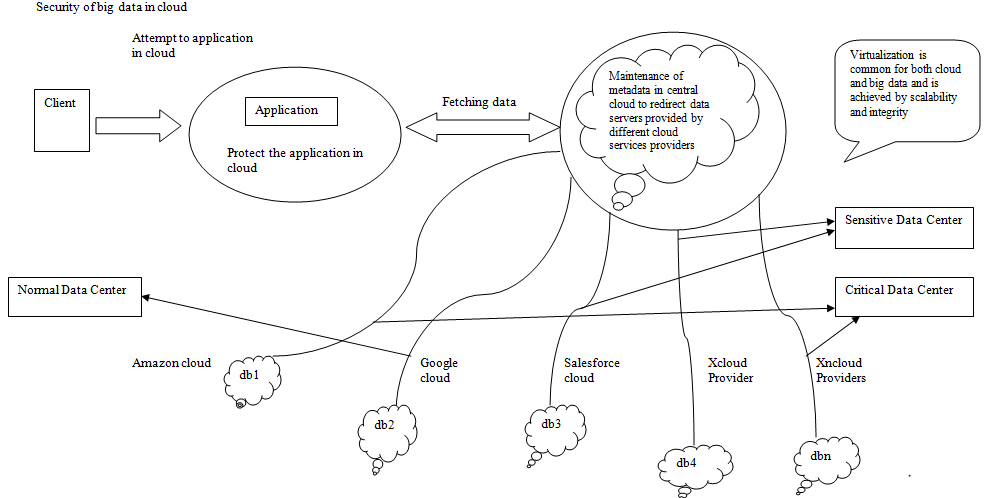 Security of big data in cloud
Attempt to application
in cloud
Client
Application
Protect the application in
cloud
Fetching data
Maintenance of
metadata in central
cloud to redirect data
servers provided by
different cloud
services providers
Virtualization is
common for both cloud
and big data and is
achieved by scalability
and integrity
Sensitive Data Center
Normal Data Center
Critical Data Center
Amazon cloud
Google
cloud
Salesforce
cloud
Xcloud
Provider
Xncloud
Providers
db1
db2
db3
db4
dbn